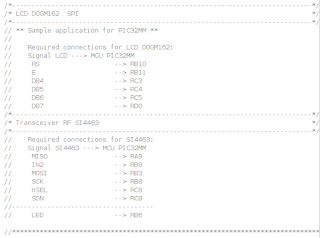 /*----------------------------------------------------------------------------*/
/* LCD DOGM162  SPI */
/*----------------------------------------------------------------------------*/
// ** Sample application for PIC32MM **
//
//    Required connections for LCD DOGM162:
//    Signal LCD ---> MCU PIC32MM
//     RS                  --> RB10
//     E                   --> RB11
//     DB4                 --> RC3
//     DB5                 --> RC4
//     DB6                 --> RC5
//     DB7                 --> RD0
/*----------------------------------------------------------------------------*/
/* Transceiver RF SI4463 */
/*----------------------------------------------------------------------------*/
//    Required connections for SI4463:
//    Signal SI4463 ---> MCU PIC32MM
//     MISO                --> RA9
//     IN2                 --> RB9
//     MOSI                --> RB3
//     SCK                 --> RB8
//     nSEL                --> RC6
//     SDN                 --> RC8
//-----------------------------------
//     LED                 --> RB6
//****************************************************************************